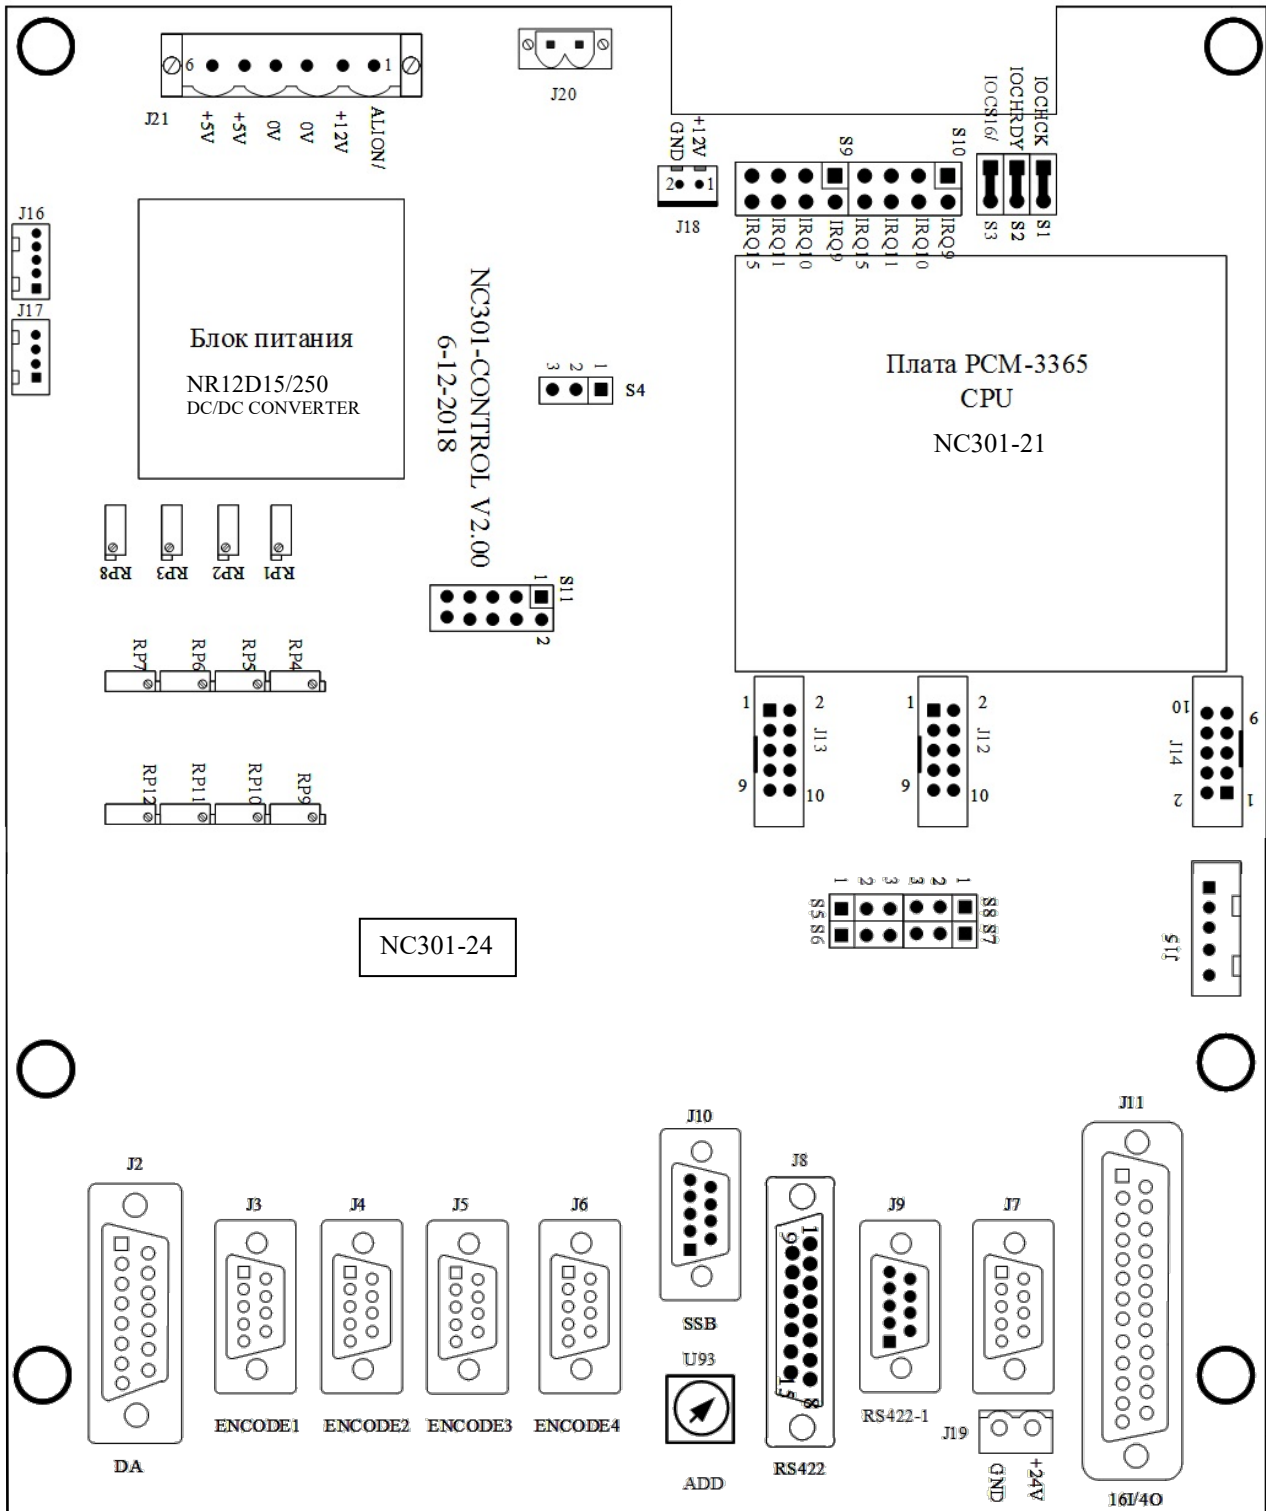 6
1
J21
+5V
+5V
0V
0V
+12V
ALION/
J20
+12V
GND
2
1
J18
S9
S10
IRQ15
IRQ11
IRQ10
IRQ9
IRQ15
IRQ11
IRQ10
IRQ9
IOCS16/
IOCHRDY
IOCHCK
S3
S2
S1
J16
J17
Блок питания
NR12D15/250
DC/DC CONVERTER
NC301-CONTROL V2.00
6-12-2018
3
2
1
S4
Плата PCM-3365
CPU
NC301-21
RP8
RP3
RP2
RP1
1
S11
2
RP7
RP6
RP5
RP4
RP12
RP11
RP10
RP9
1
2
J13
9
10
1
2
J12
9
10
10
9
J14
2
1
1
2
3
3
2
1
S5
S8
S6
S7
J15
NC301-24
J2
DA
J3
ENCODE1
J4
ENCODE2
J5
ENCODE3
J6
ENCODE4
J10
SSB
U93
ADD
J8
1
9
15
8
RS422
J9
RS422-1
J7
J19
GND
+24V
J11
16I/4O